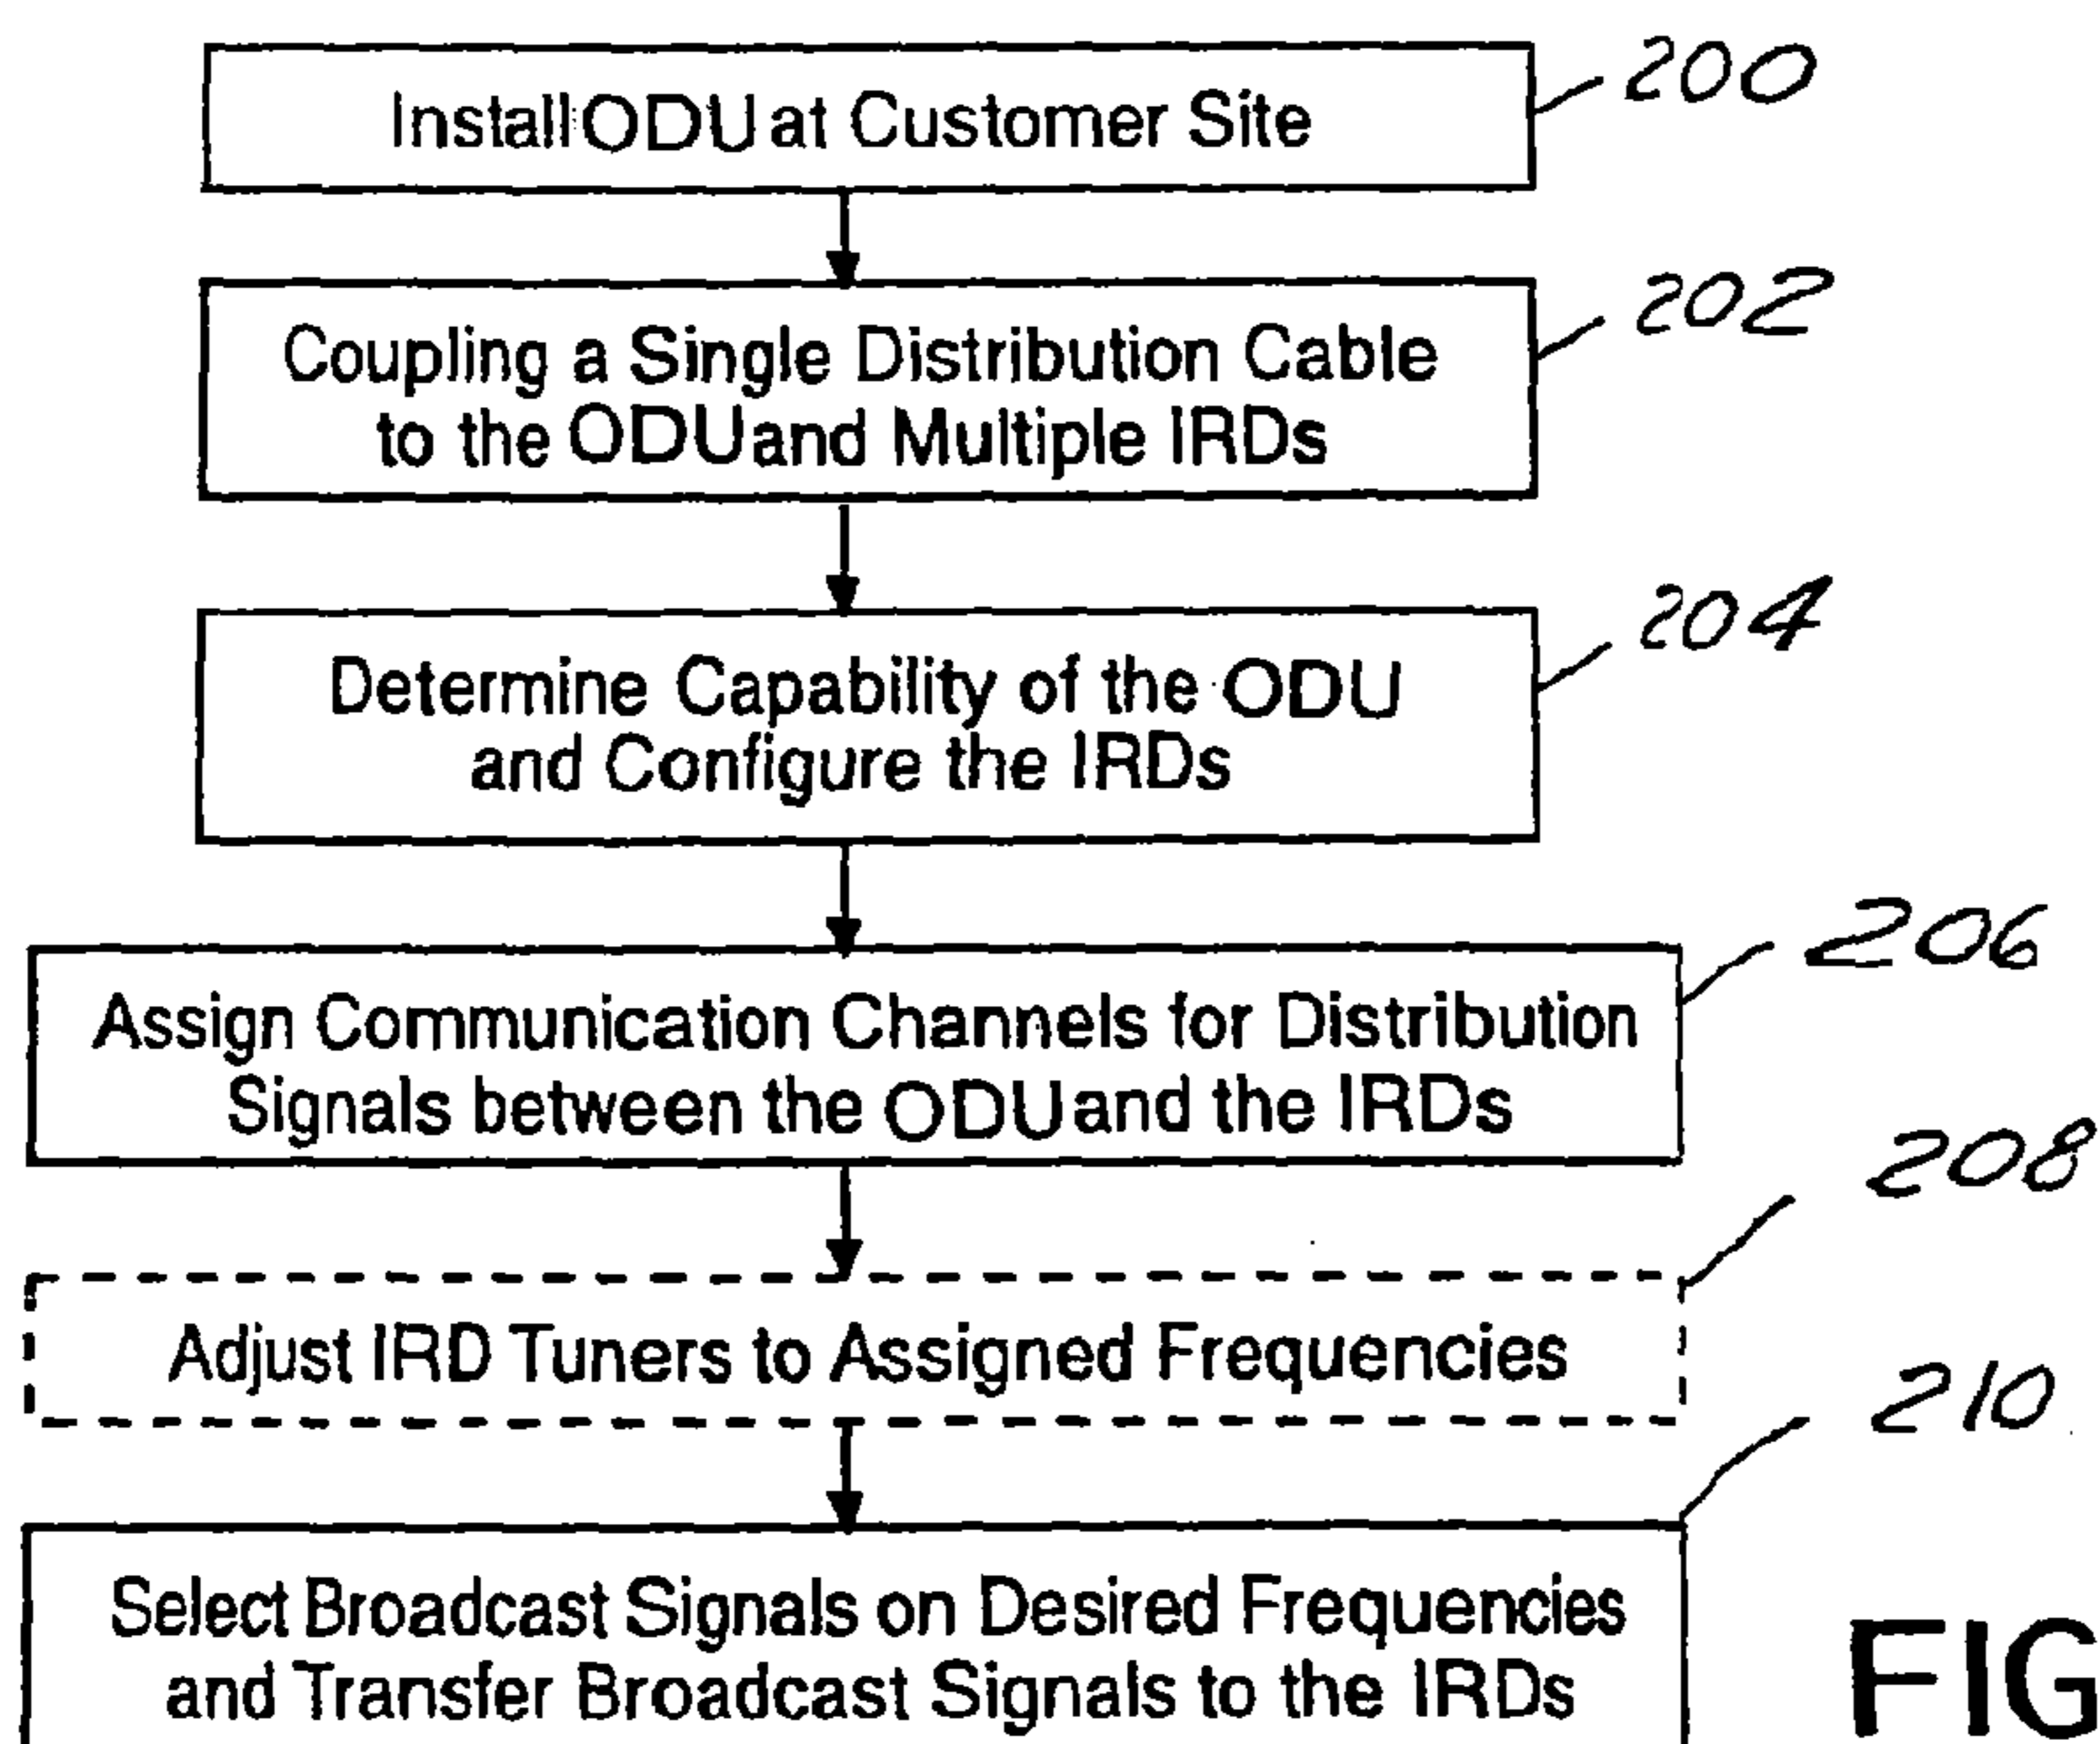 Install ODU at Customer Site
200
Coupling a Single Distribution Cable
to the ODU and Multiple IRDs
202
Determine Capability of the ODU
and Configure the IRDs
204
Assign Communication Channels for Distribution
Signals between the ODU and the IRDs
206
Adjust IRD Tuners to Assigned Frequencies
208
Select Broadcast Signals on Desired Frequencies
and Transfer Broadcast Signals to the IRDs
210
FIG